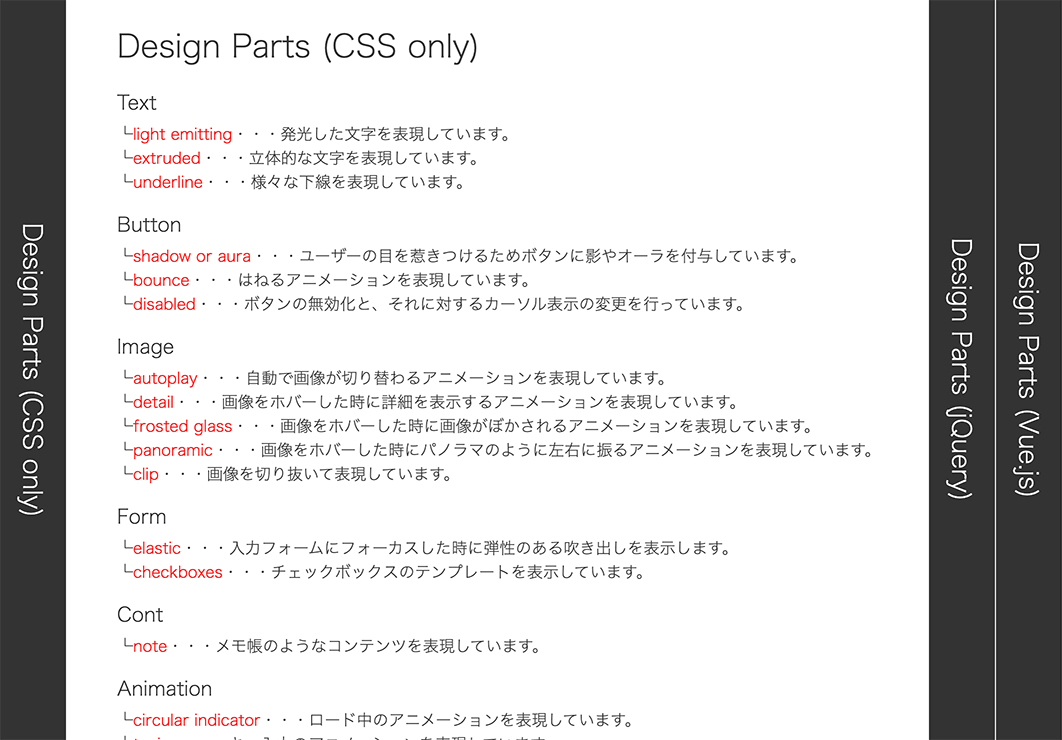 Design Parts (CSS only)
Design Parts (CSS only)
Text
└light emitting・・・発光した文字を表現しています。
└extruded・・・立体的な文字を表現しています。
└underline・・・様々な下線を表現しています。
Button
└shadow or aura・・・ユーザーの目を惹きつけるためボタンに影やオーラを付与しています。
└bounce・・・はねるアニメーションを表現しています。
└disabled・・・ボタンの無効化と、それに対するカーソル表示の変更を行っています。
Image
└autoplay・・・自動で画像が切り替わるアニメーションを表現しています。
└detail・・・画像をホバーした時に詳細を表示するアニメーションを表現しています。
└frosted glass・・・画像をホバーした時に画像がぼかされるアニメーションを表現しています。
└panoramic・・・画像をホバーした時にパノラマのように左右に振るアニメーションを表現しています。
└clip・・・画像を切り抜いて表現しています。
Form
└elastic・・・入力フォームにフォーカスした時に弾性のある吹き出しを表示します。
└checkboxes・・・チェックボックスのテンプレートを表示しています。
Cont
└note・・・メモ帳のようなコンテンツを表現しています。
Animation
└circular indicator・・・ロード中のアニメーションを表現しています。
Design Parts (jQuery)
Design Parts (Vue.js)